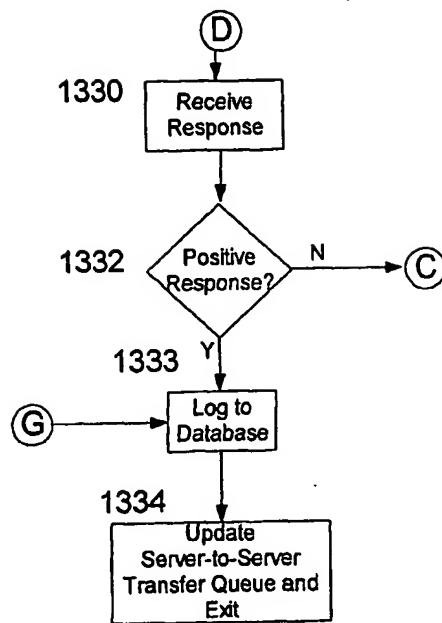 D
1330
Receive
Response
1332
Positive
Response?
N
C
1333
Y
G
Log to
Database
1334
Update
Server-to-Server
Transfer Queue and
Exit